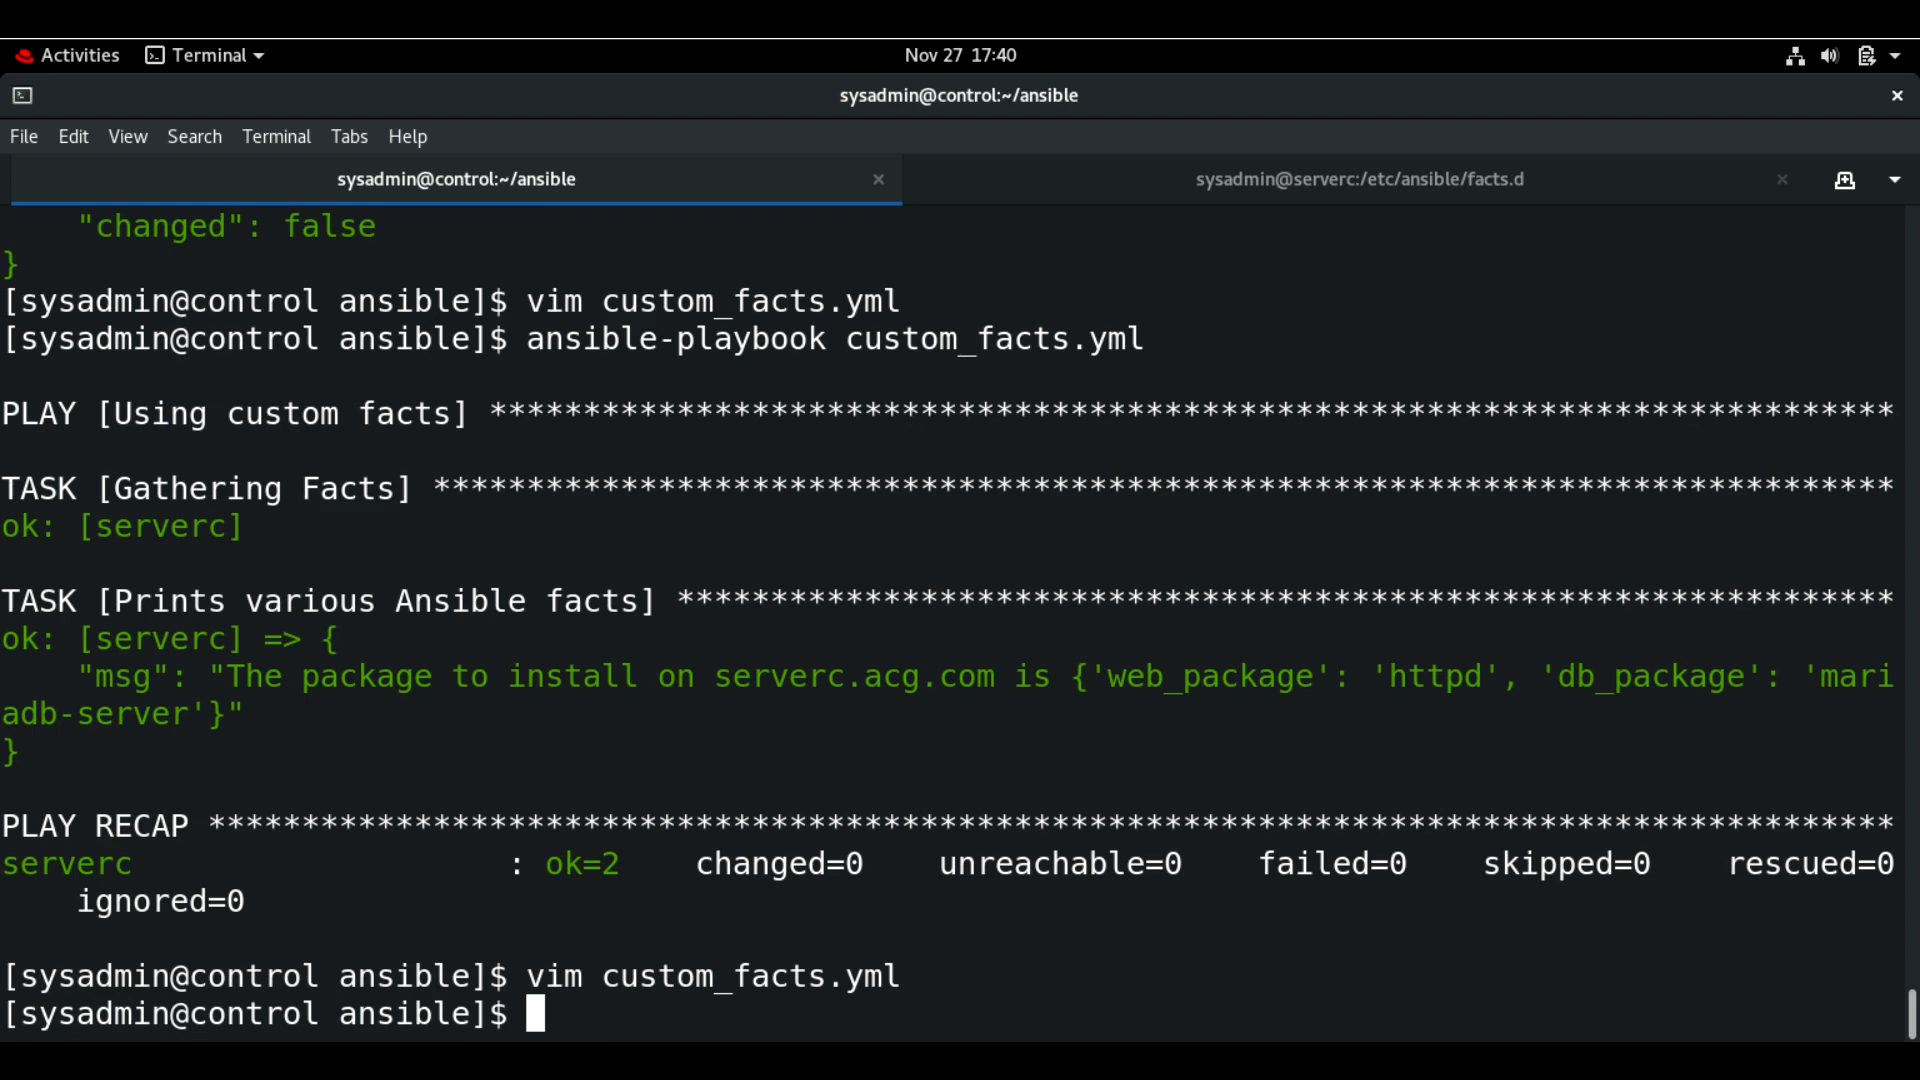 Activities Terminal Nov 27 17:40
sysadmin@control:~/ansible
File Edit View Search Terminal Tabs Help
sysadmin@control:~/ansible sysadmin@serverc:/etc/ansible/facts.d
    "changed": false
}
[sysadmin@control ansible]$ vim custom_facts.yml
[sysadmin@control ansible]$ ansible-playbook custom_facts.yml
PLAY [Using custom facts] ***************************************************************************
TASK [Gathering Facts] ******************************************************************************
ok: [serverc]
TASK [Prints various Ansible facts] *****************************************************************
ok: [serverc] => {
    "msg": "The package to install on serverc.acg.com is {'web_package': 'httpd', 'db_package': 'mari
adb-server'}"
}
PLAY RECAP ******************************************************************************************
serverc                    : ok=2    changed=0    unreachable=0    failed=0    skipped=0    rescued=0
    ignored=0
[sysadmin@control ansible]$ vim custom_facts.yml
[sysadmin@control ansible]$